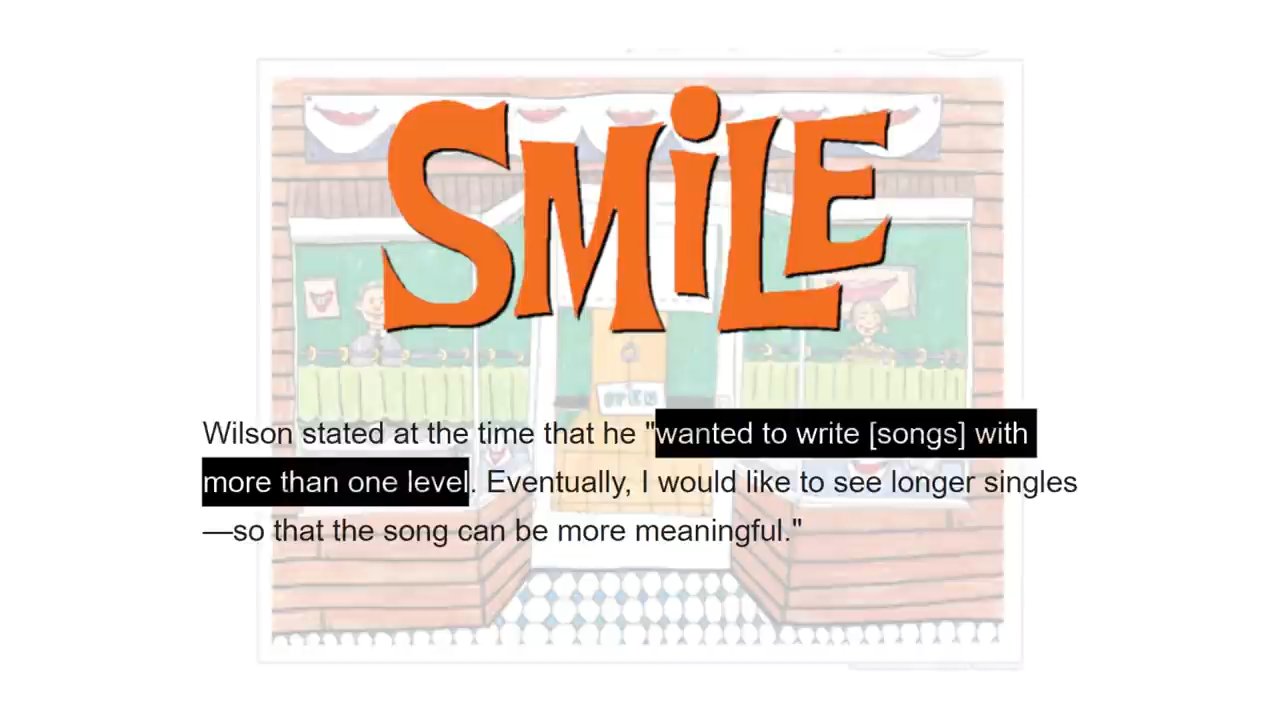 SMiLE
OPEN
Wilson stated at the time that he "wanted to write [songs] with
more than one level. Eventually, I would like to see longer singles
—so that the song can be more meaningful."